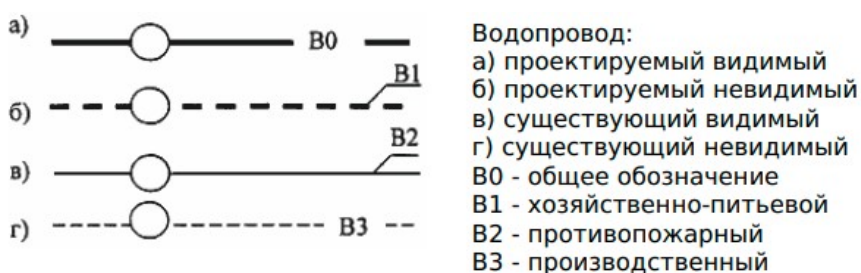 а)
В0
б)
В1
в)
В2
г)
В3
Водопровод:
а) проектируемый видимый
б) проектируемый невидимый
в) существующий видимый
г) существующий невидимый
В0 - общее обозначение
В1 - хозяйственно-питьевой
В2 - противопожарный
В3 - производственный